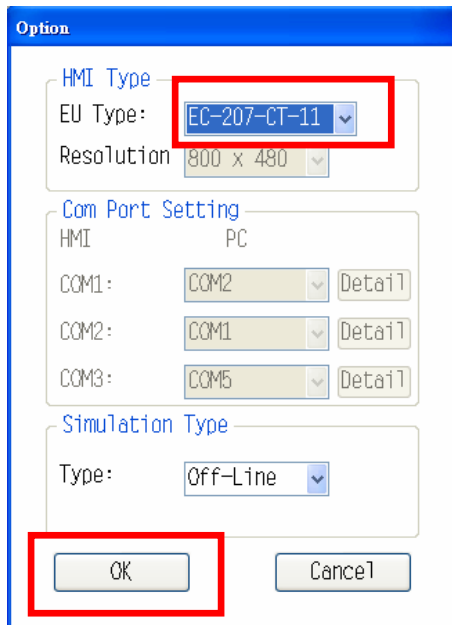 Option
HMI Type
EU Type: EC-207-CT-11
Resolution 800 x 480
Com Port Setting
HMI PC
COM1: COM2 Detail
COM2: COM1 Detail
COM3: COM5 Detail
Simulation Type
Type: Off-Line
OK Cancel